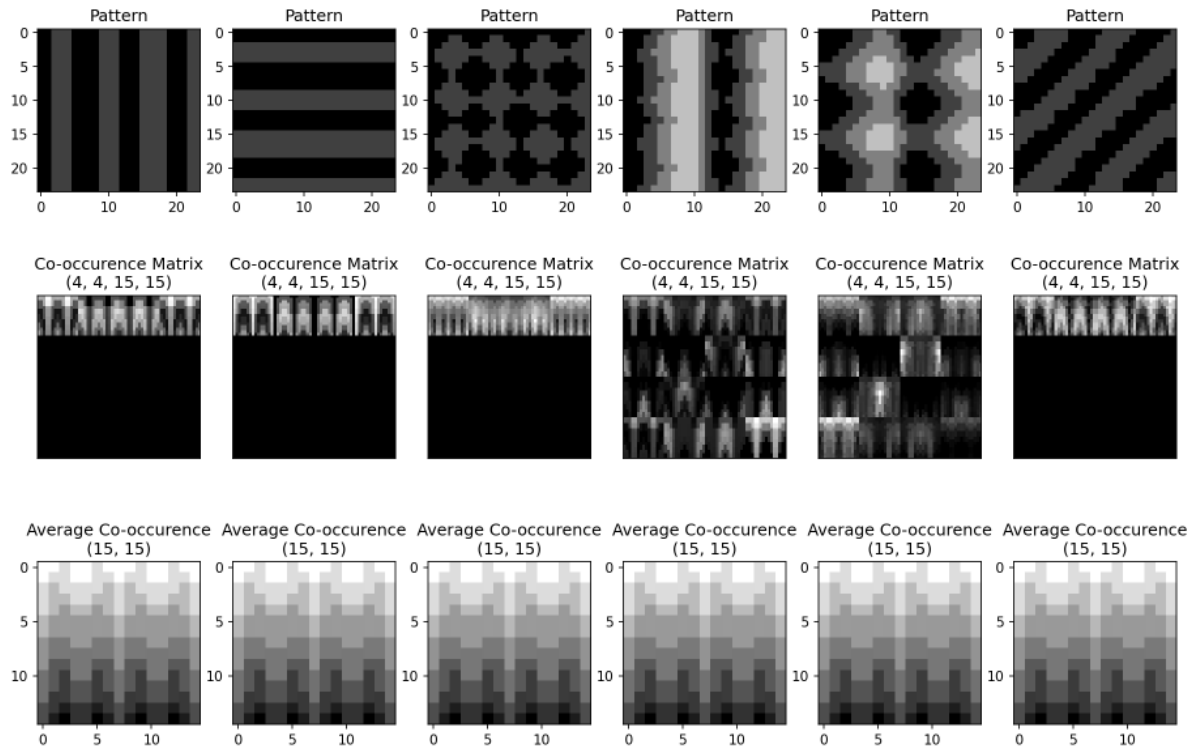 Pattern Pattern Pattern Pattern Pattern Pattern
0 0 0 0 0 0
5 5 5 5 5 5
10 10 10 10 10 10
15 15 15 15 15 15
20 20 20 20 20 20
0 10 20 0 10 20 0 10 20 0 10 20 0 10 20 0 10 20
Co-occurence Matrix Co-occurence Matrix Co-occurence Matrix Co-occurence Matrix Co-occurence Matrix Co-occurence Matrix
(4, 4, 15, 15) (4, 4, 15, 15) (4, 4, 15, 15) (4, 4, 15, 15) (4, 4, 15, 15) (4, 4, 15, 15)
Average Co-occurence Average Co-occurence Average Co-occurence Average Co-occurence Average Co-occurence Average Co-occurence
(15, 15) (15, 15) (15, 15) (15, 15) (15, 15) (15, 15)
0 0 0 0 0 0
5 5 5 5 5 5
10 10 10 10 10 10
0 5 10 0 5 10 0 5 10 0 5 10 0 5 10 0 5 10